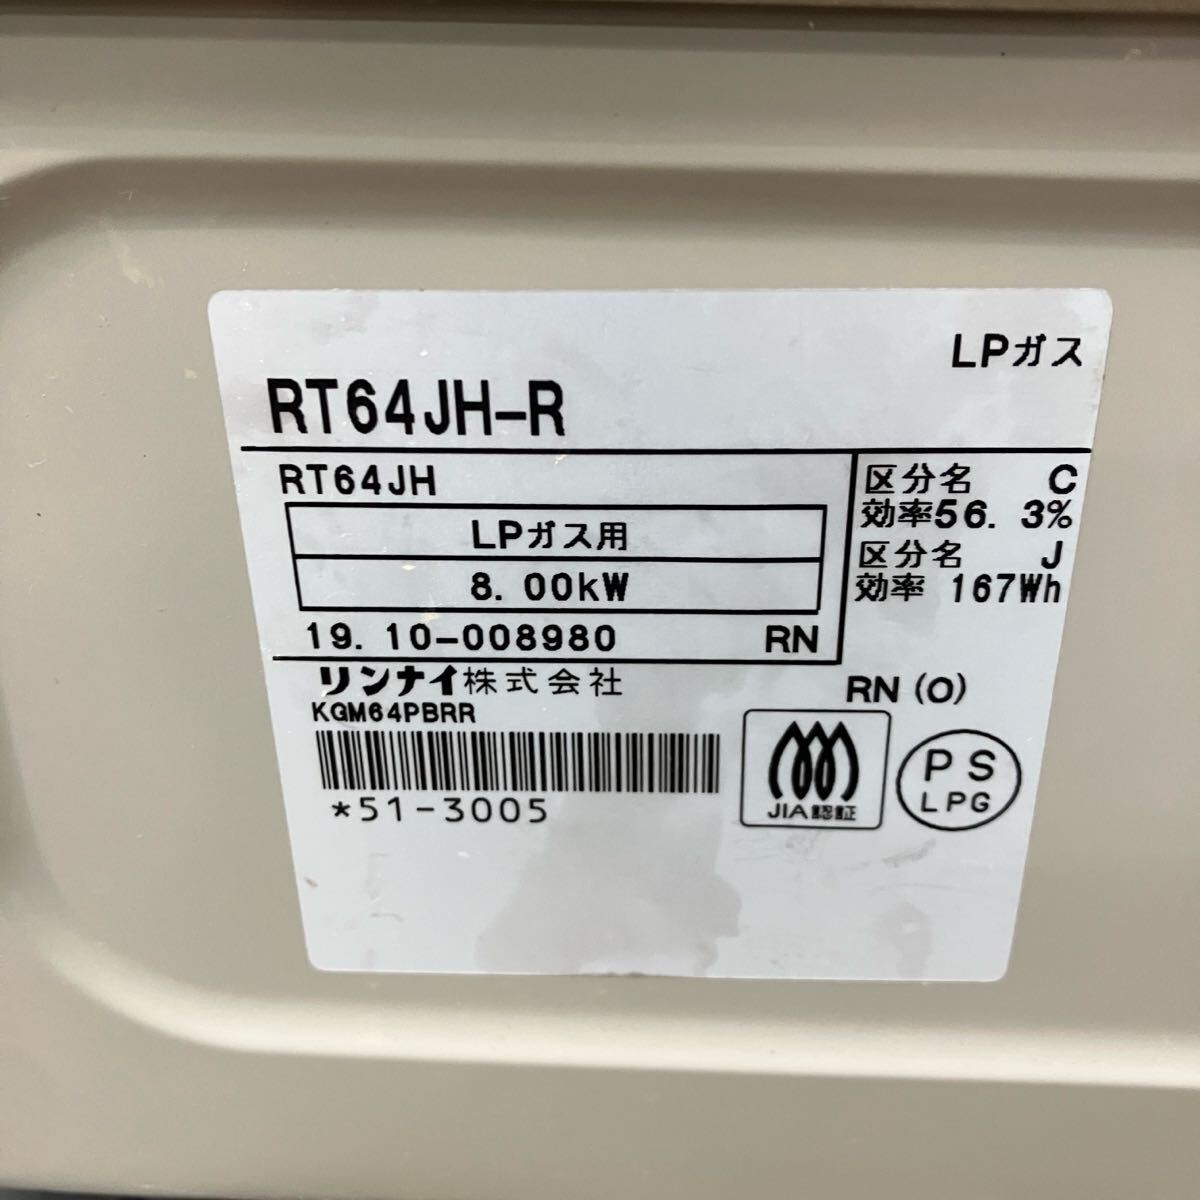 LPガス
RT64JH-R
RT64JH
LPガス用
8.00kW
19.10-008980 RN
区分名 C
効率56.3%
区分名 J
効率 167Wh
リンナイ株式会社
RN(O)
KGM64PBRR
*51-3005
JIA認証
PS
LPG